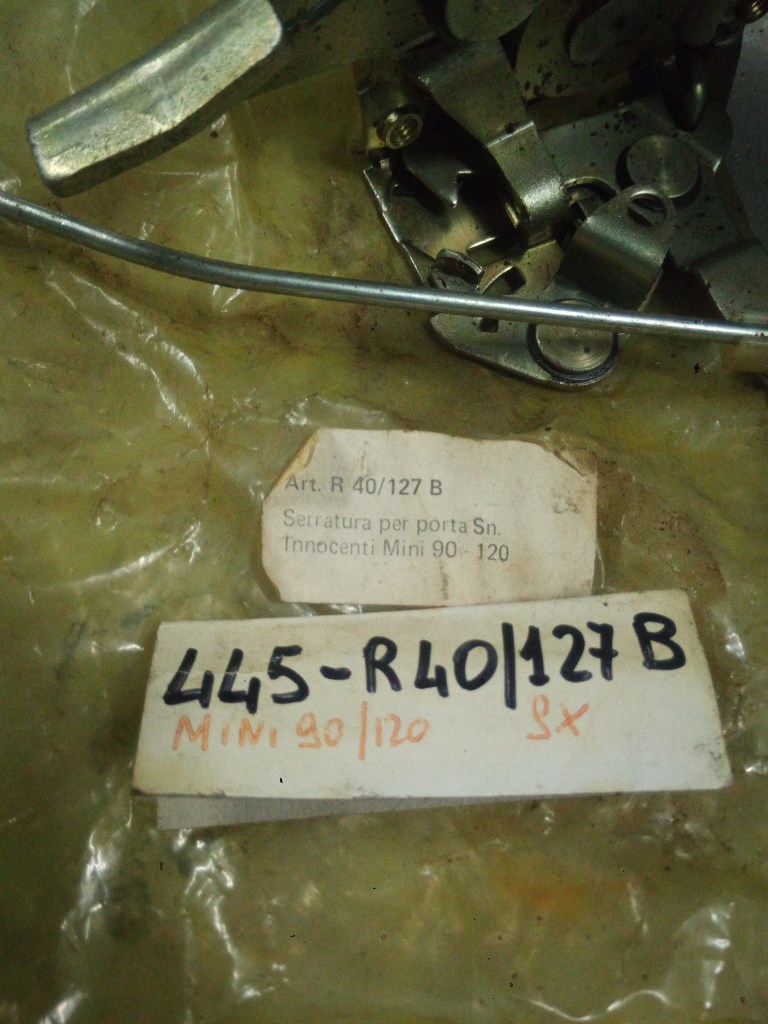 Art. R 40/127 B
Serratura per porta Sn.
Innocenti Mini 90 - 120
445-R40/127B
MINI 90/120 SX